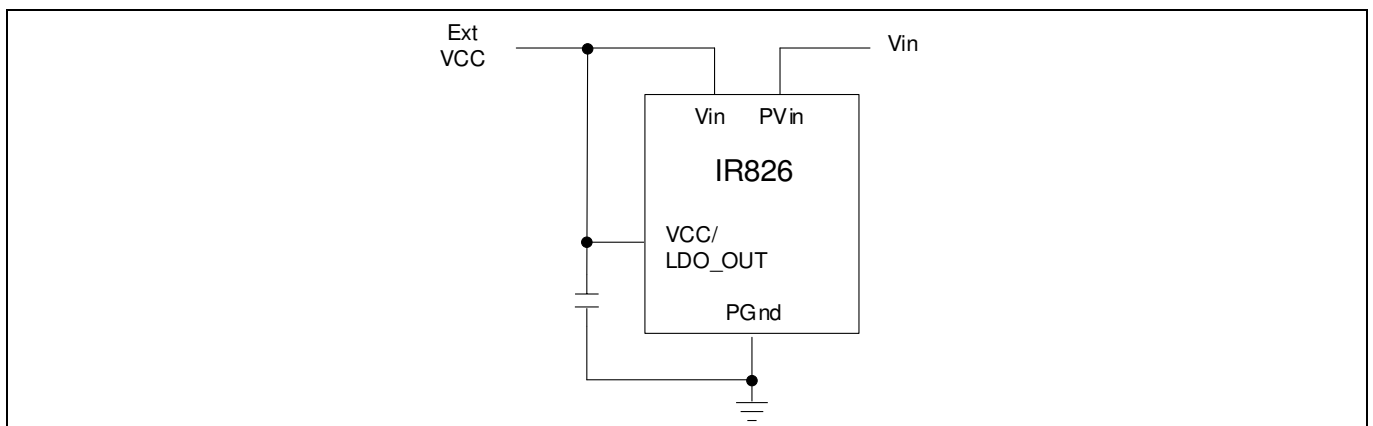 Ext
VCC
Vin
Vin PVin
IR826
VCC/
LDO_OUT
PGnd